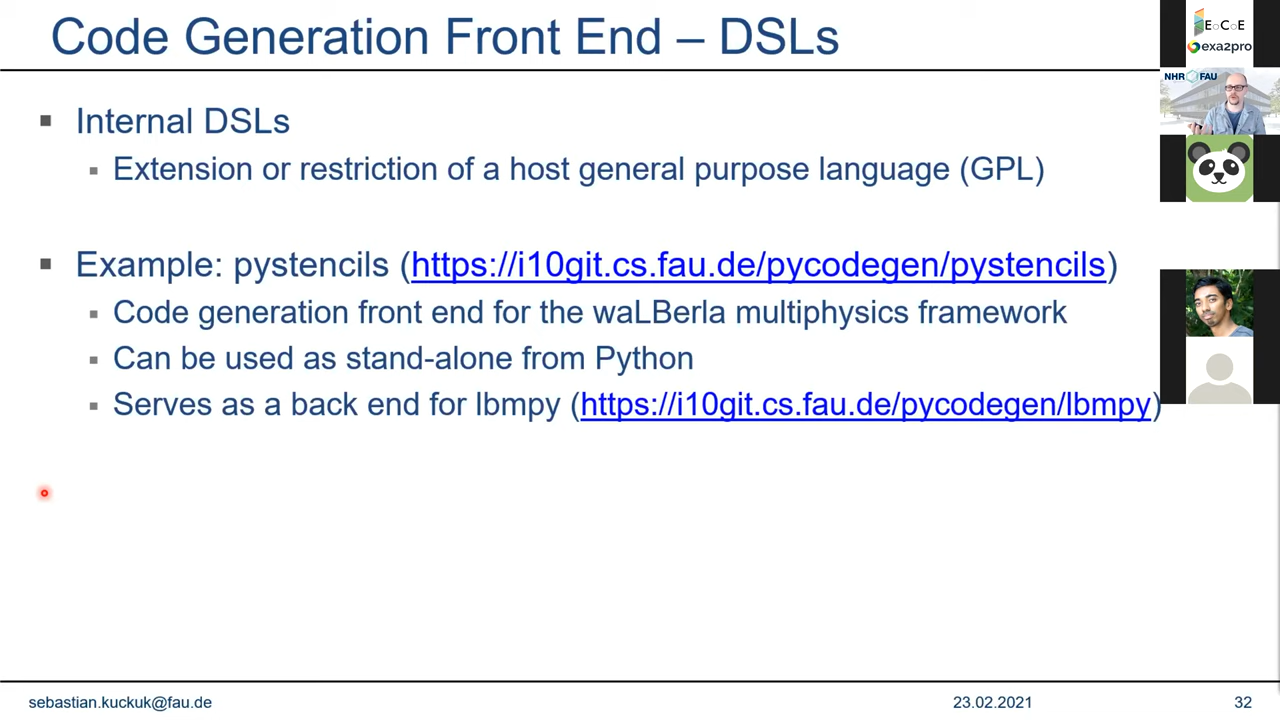 Code Generation Front End – DSLs
Internal DSLs
Extension or restriction of a host general purpose language (GPL)
Example: pystencils (https://i10git.cs.fau.de/pycodegen/pystencils)
Code generation front end for the waLBerla multiphysics framework
Can be used as stand-alone from Python
Serves as a back end for lbmpy (https://i10git.cs.fau.de/pycodegen/lbmpy)
EoCoE
exa2pro
NHR FAU
sebastian.kuckuk@fau.de
23.02.2021
32